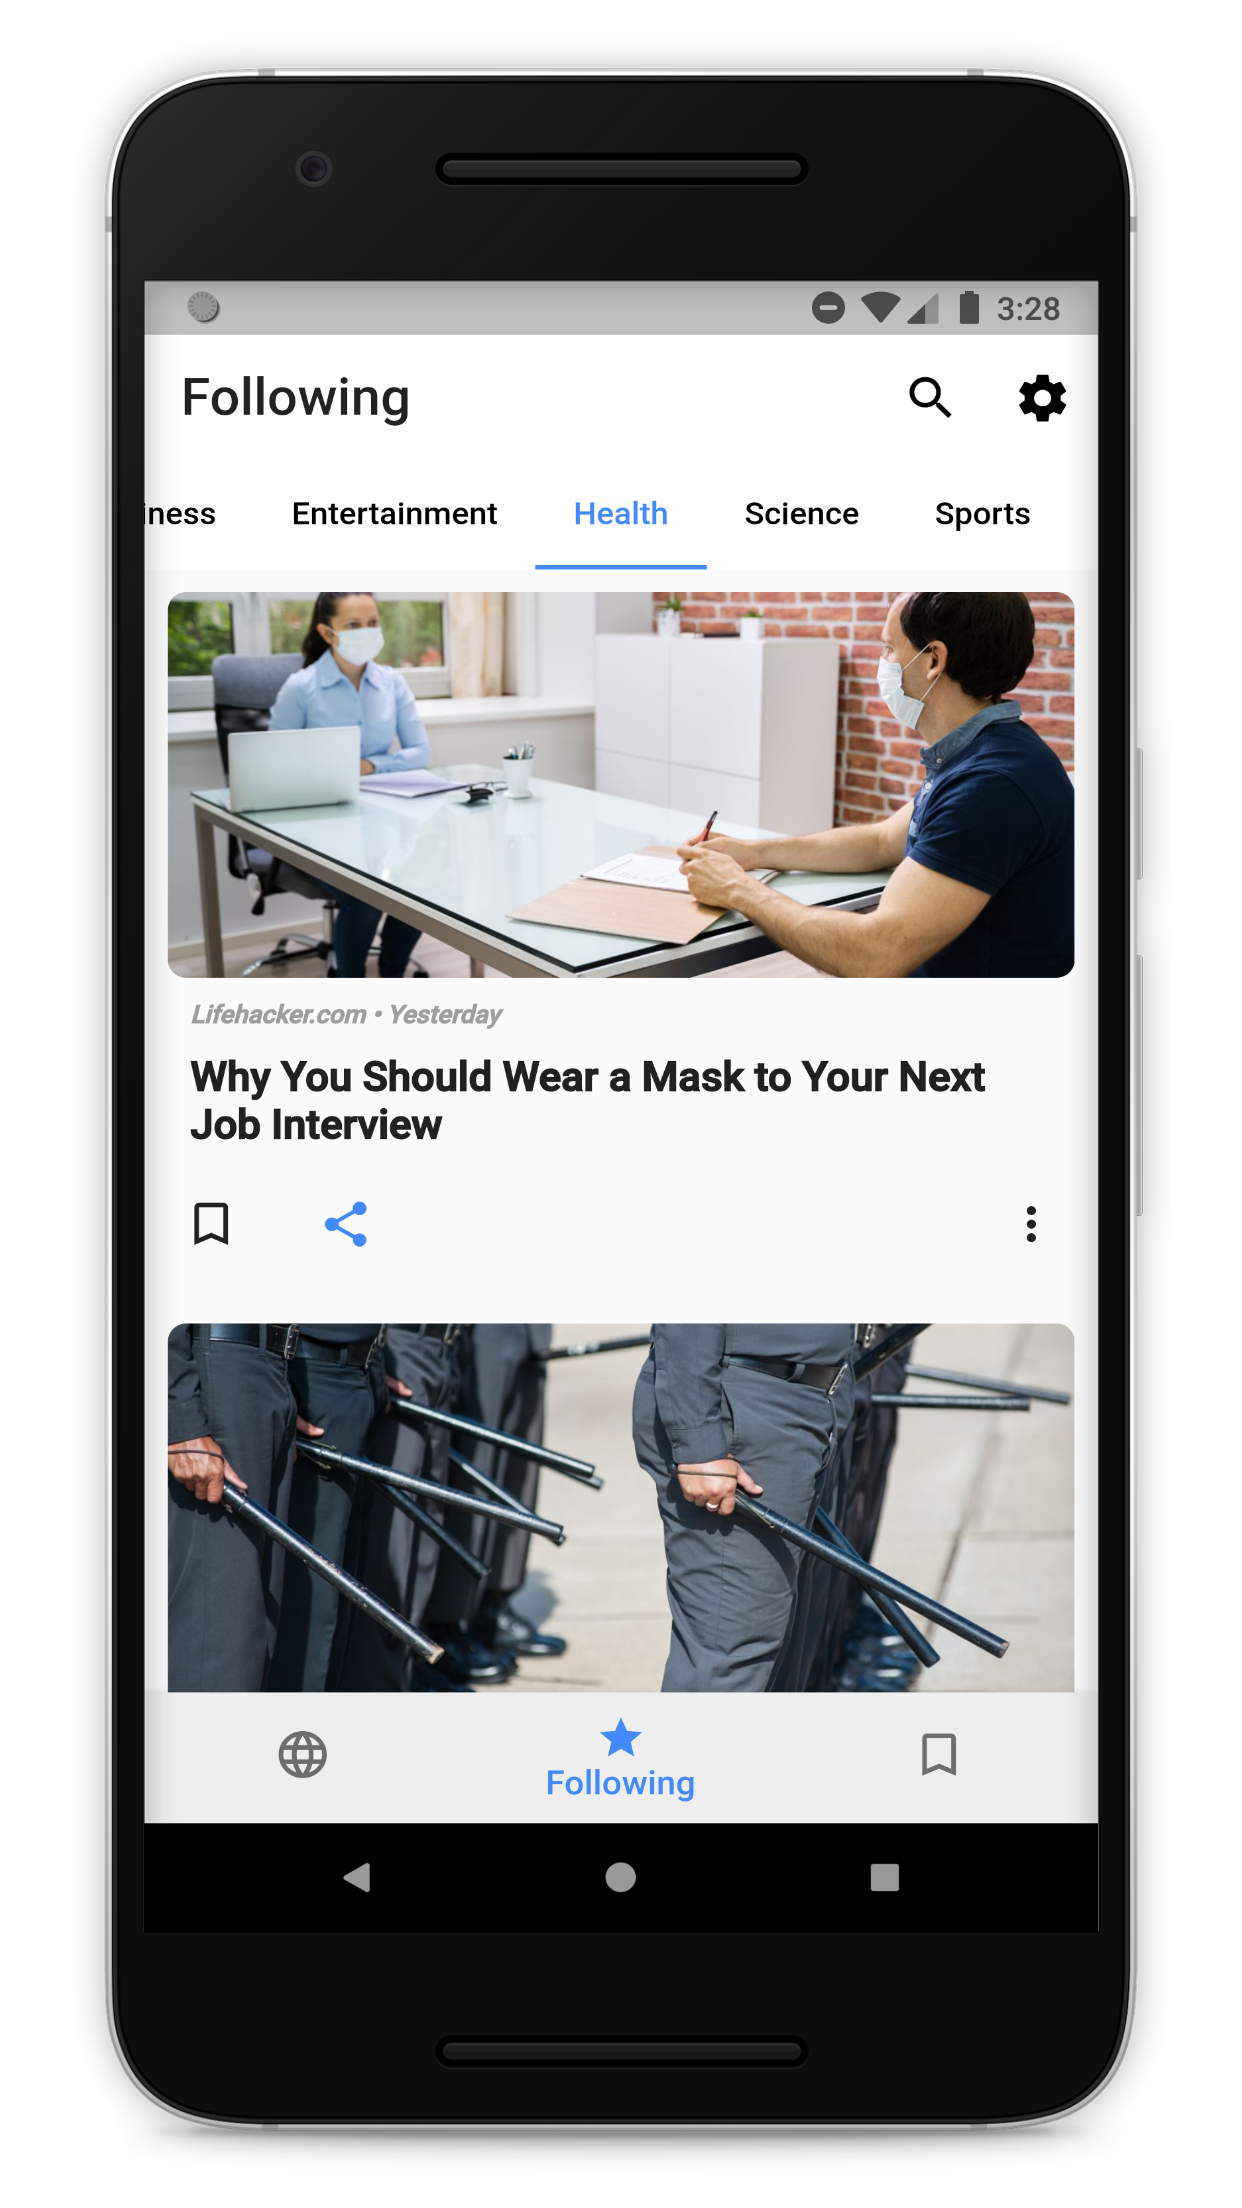 3:28
Following
iness Entertainment Health Science Sports
Lifehacker.com • Yesterday
Why You Should Wear a Mask to Your Next
Job Interview
Following